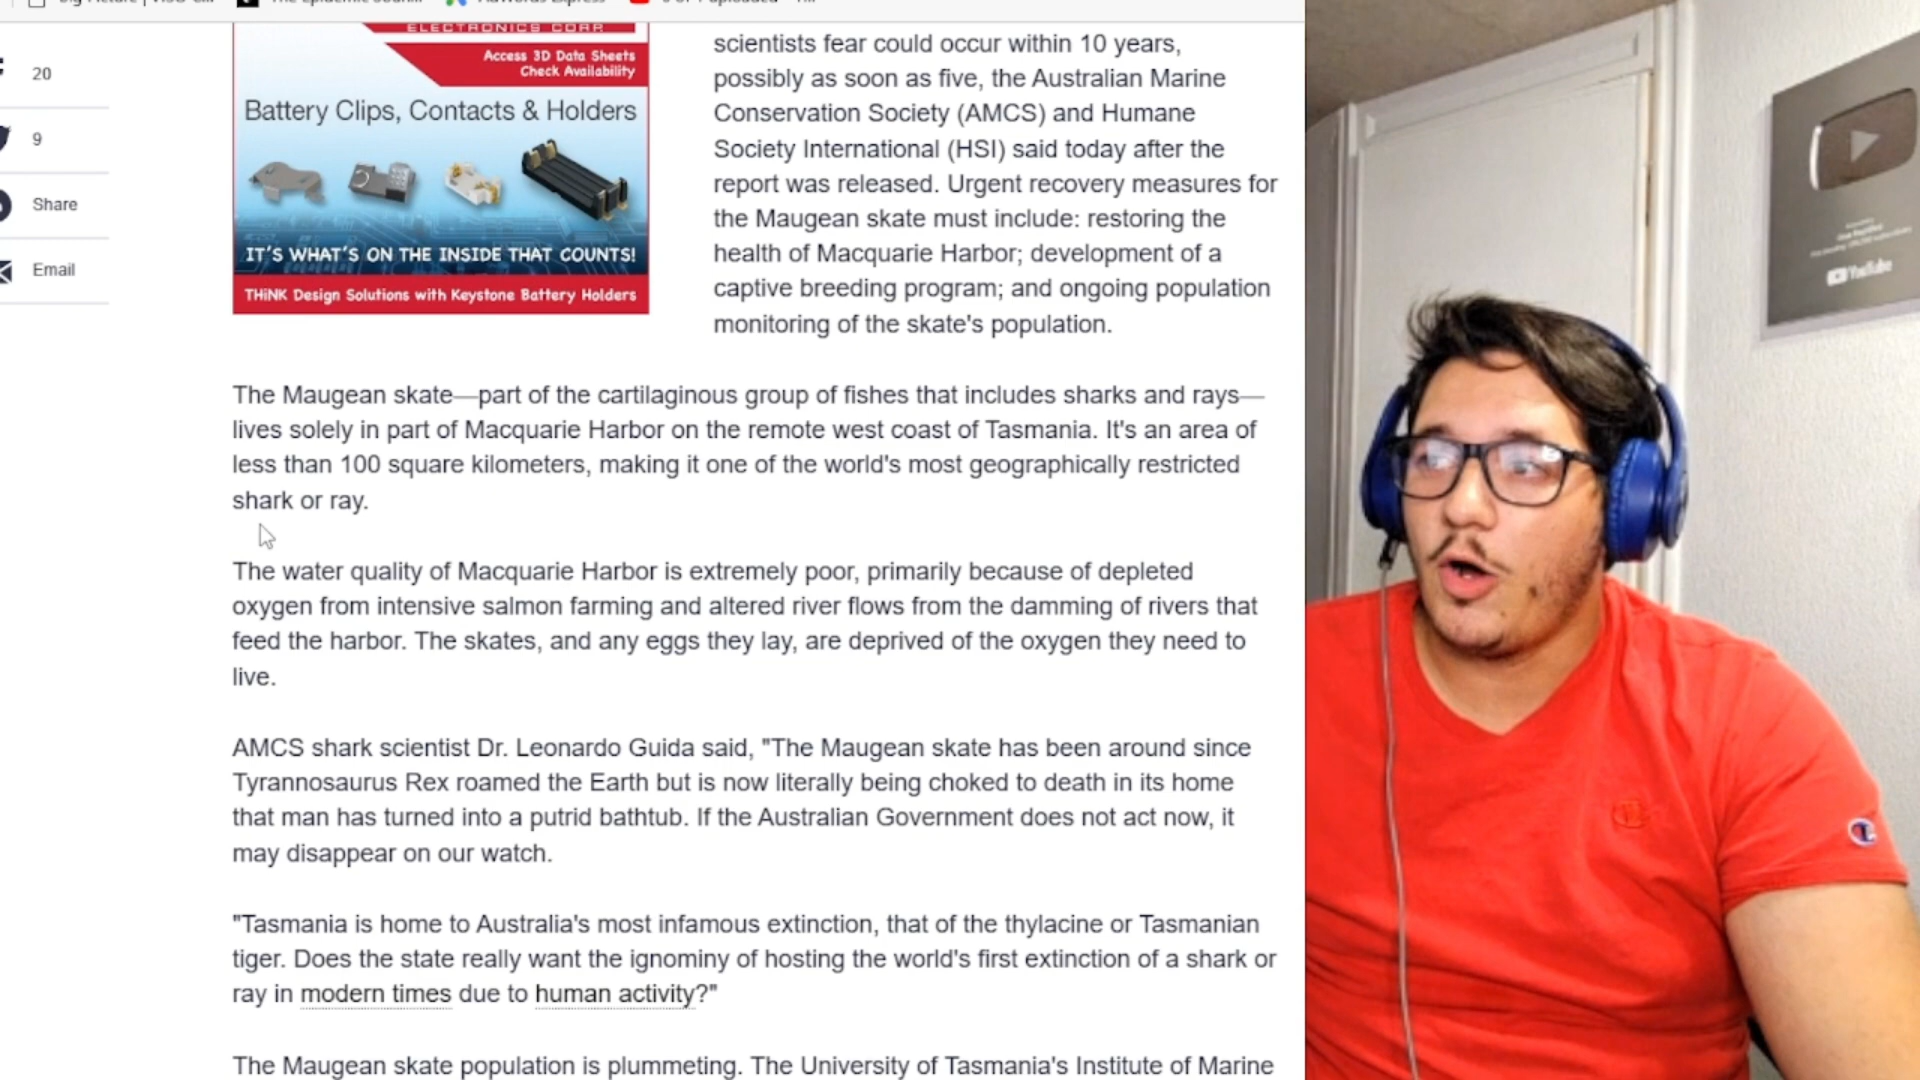 20
9
Share
Email
ELECTRONICS CORP.
Access 3D Data Sheets
Check Availability
Battery Clips, Contacts & Holders
IT'S WHAT'S ON THE INSIDE THAT COUNTS!
THiNK Design Solutions with Keystone Battery Holders
scientists fear could occur within 10 years,
possibly as soon as five, the Australian Marine
Conservation Society (AMCS) and Humane
Society International (HSI) said today after the
report was released. Urgent recovery measures for
the Maugean skate must include: restoring the
health of Macquarie Harbor; development of a
captive breeding program; and ongoing population
monitoring of the skate's population.
The Maugean skate—part of the cartilaginous group of fishes that includes sharks and rays—
lives solely in part of Macquarie Harbor on the remote west coast of Tasmania. It's an area of
less than 100 square kilometers, making it one of the world's most geographically restricted
shark or ray.
The water quality of Macquarie Harbor is extremely poor, primarily because of depleted
oxygen from intensive salmon farming and altered river flows from the damming of rivers that
feed the harbor. The skates, and any eggs they lay, are deprived of the oxygen they need to
live.
AMCS shark scientist Dr. Leonardo Guida said, "The Maugean skate has been around since
Tyrannosaurus Rex roamed the Earth but is now literally being choked to death in its home
that man has turned into a putrid bathtub. If the Australian Government does not act now, it
may disappear on our watch.
"Tasmania is home to Australia's most infamous extinction, that of the thylacine or Tasmanian
tiger. Does the state really want the ignominy of hosting the world's first extinction of a shark or
ray in modern times due to human activity?"
The Maugean skate population is plummeting. The University of Tasmania's Institute of Marine
YouTube